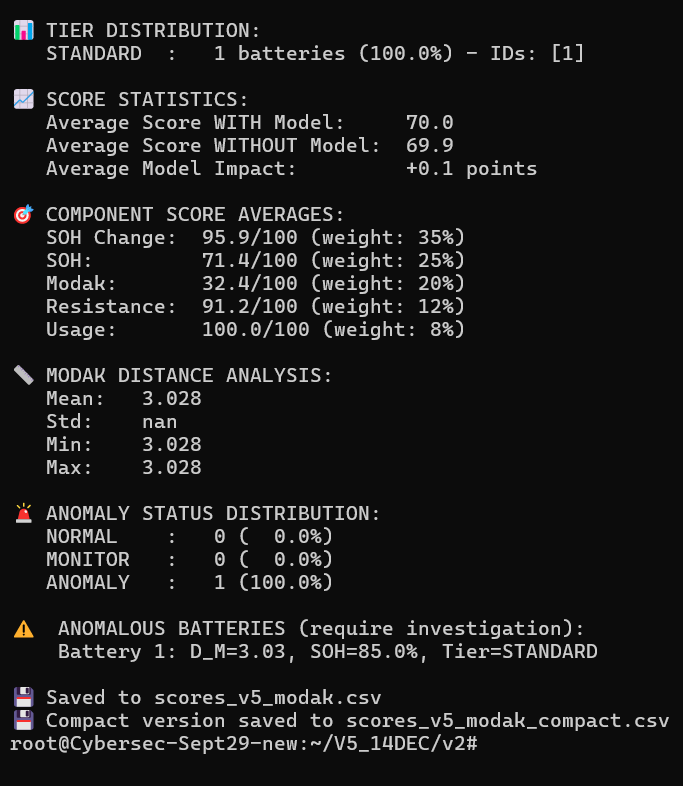 📊 TIER DISTRIBUTION:
STANDARD  :   1 batteries (100.0%) - IDs: [1]
📈 SCORE STATISTICS:
Average Score WITH Model:     70.0
Average Score WITHOUT Model:  69.9
Average Model Impact:         +0.1 points
🎯 COMPONENT SCORE AVERAGES:
SOH Change:  95.9/100 (weight: 35%)
SOH:         71.4/100 (weight: 25%)
Modak:       32.4/100 (weight: 20%)
Resistance:  91.2/100 (weight: 12%)
Usage:       100.0/100 (weight: 8%)
📏 MODAK DISTANCE ANALYSIS:
Mean:   3.028
Std:    nan
Min:    3.028
Max:    3.028
🚨 ANOMALY STATUS DISTRIBUTION:
NORMAL    :   0 (  0.0%)
MONITOR   :   0 (  0.0%)
ANOMALY   :   1 (100.0%)
⚠️  ANOMALOUS BATTERIES (require investigation):
Battery 1: D_M=3.03, SOH=85.0%, Tier=STANDARD
💾 Saved to scores_v5_modak.csv
💾 Compact version saved to scores_v5_modak_compact.csv
root@Cybersec-Sept29-new:~/V5_14DEC/v2#